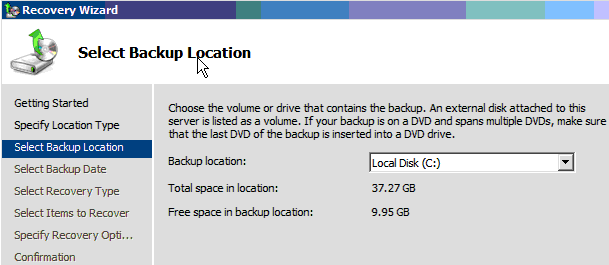 Recovery Wizard
Select Backup Location
Getting Started
Specify Location Type
Select Backup Location
Select Backup Date
Select Recovery Type
Select Items to Recover
Specify Recovery Opti...
Confirmation
Choose the volume or drive that contains the backup. An external disk attached to this
server is listed as a volume. If your backup is on a DVD and spans multiple DVDs, make sure
that the last DVD of the backup is inserted into a DVD drive.
Backup location: Local Disk (C:)
Total space in location: 37.27 GB
Free space in backup location: 9.95 GB